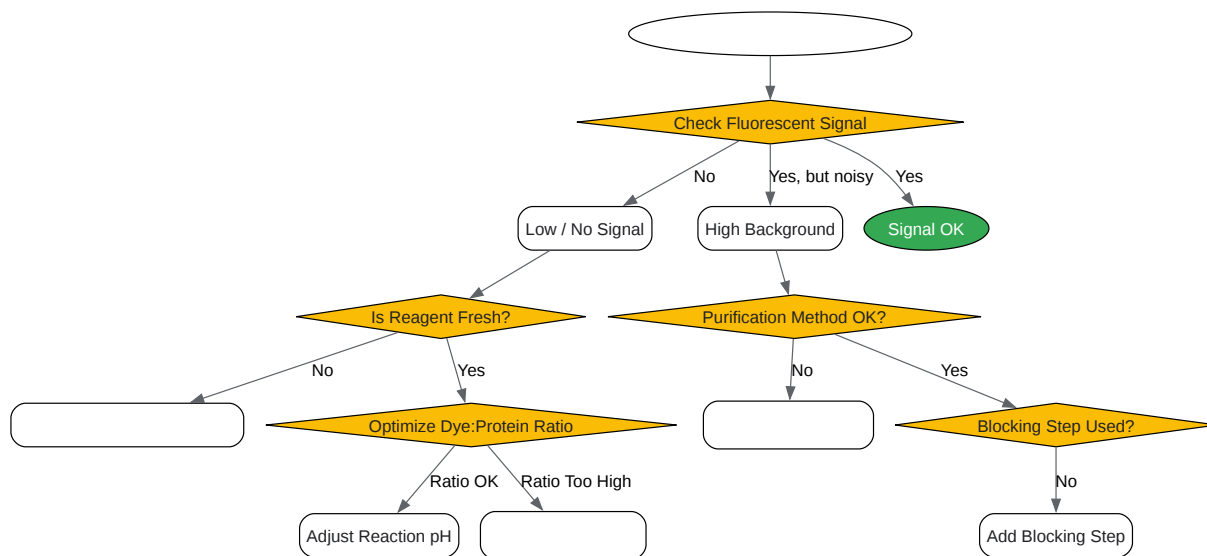 Check Fluorescent Signal
No
Yes, but noisy
Yes
Low / No Signal
High Background
Signal OK
Is Reagent Fresh?
Purification Method OK?
No
Yes
No
Yes
Optimize Dye:Protein Ratio
Blocking Step Used?
Ratio OK
Ratio Too High
No
Adjust Reaction pH
Add Blocking Step